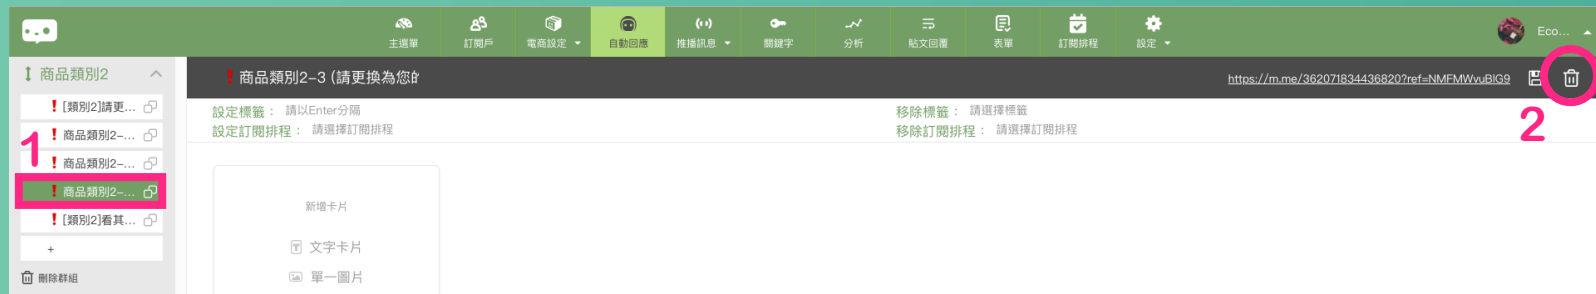 主選單 訂閱戶 電商設定 自動回應 推播訊息 關鍵字 分析 貼文回覆 表單 訂閱排程 設定 Eco...
商品類別2
❗商品類別2-3 (請更換為您的
https://m.me/362071834436820?ref=NMFMWvuBIG9
2
❗[類別2]請更...
❗商品類別2-...
1
❗商品類別2-...
❗商品類別2-...
❗[類別2]看其...
+
刪除群組
設定標籤： 請以Enter分隔
設定訂閱排程： 請選擇訂閱排程
移除標籤： 請選擇標籤
移除訂閱排程： 請選擇訂閱排程
新增卡片
文字卡片
單一圖片